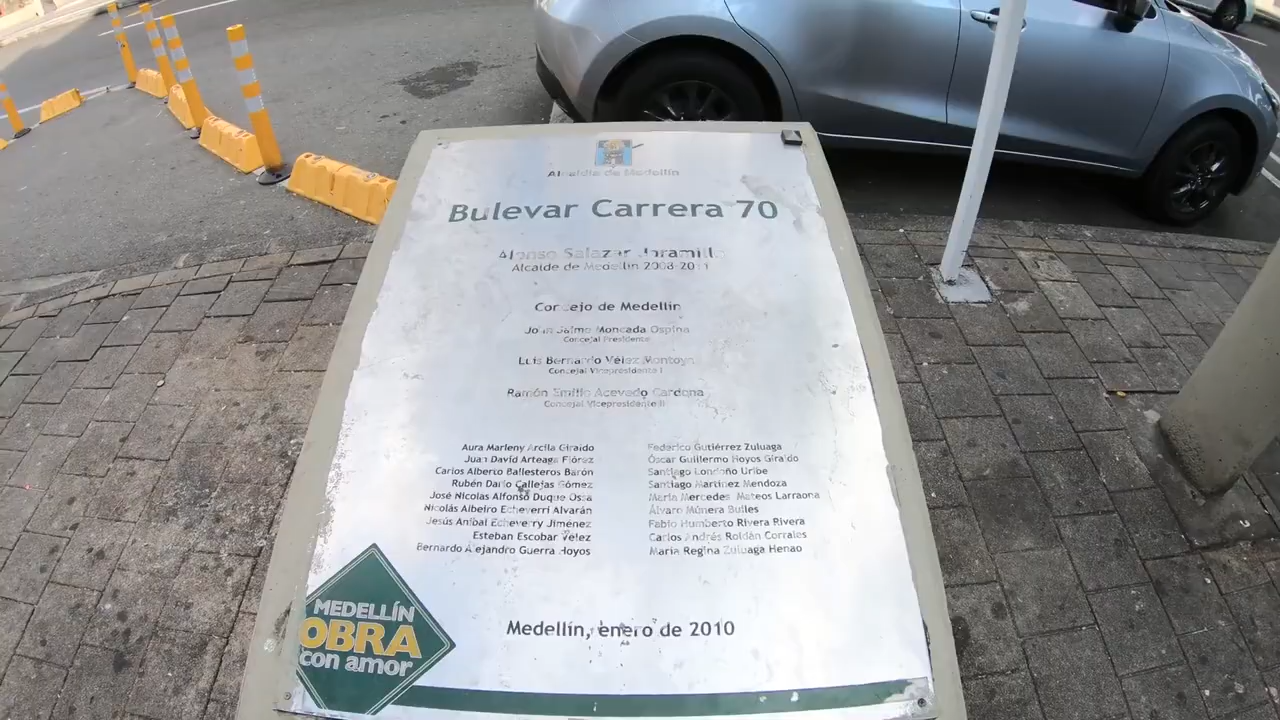 Alcaldía de Medellín
Bulevar Carrera 70
Alonso Salazar Jaramillo
Alcalde de Medellín 2008-2011
Concejo de Medellín
John Jaime Moncada Ospina
Concejal Presidente
Luis Bernardo Vélez Montoya
Concejal Vicepresidente I
Ramón Emilio Acevedo Cardona
Concejal Vicepresidente II
Aura Marleny Arcila Giraldo
Juan David Arteaga Flórez
Carlos Alberto Ballesteros Barón
Rubén Darío Callejas Gómez
José Nicolás Alfonso Duque Ossa
Nicolás Albeiro Echeverri Alvarán
Jesús Aníbal Echeverry Jiménez
Esteban Escobar Vélez
Bernardo Alejandro Guerra Hoyos
Federico Gutiérrez Zuluaga
Óscar Guillermo Hoyos Giraldo
Santiago Londoño Uribe
Santiago Martínez Mendoza
María Mercedes Mateos Larraona
Álvaro Múnera Builes
Fabio Humberto Rivera Rivera
Carlos Andrés Roldán Corrales
María Regina Zuluaga Henao
MEDELLÍN
OBRA
con amor
Medellín, enero de 2010